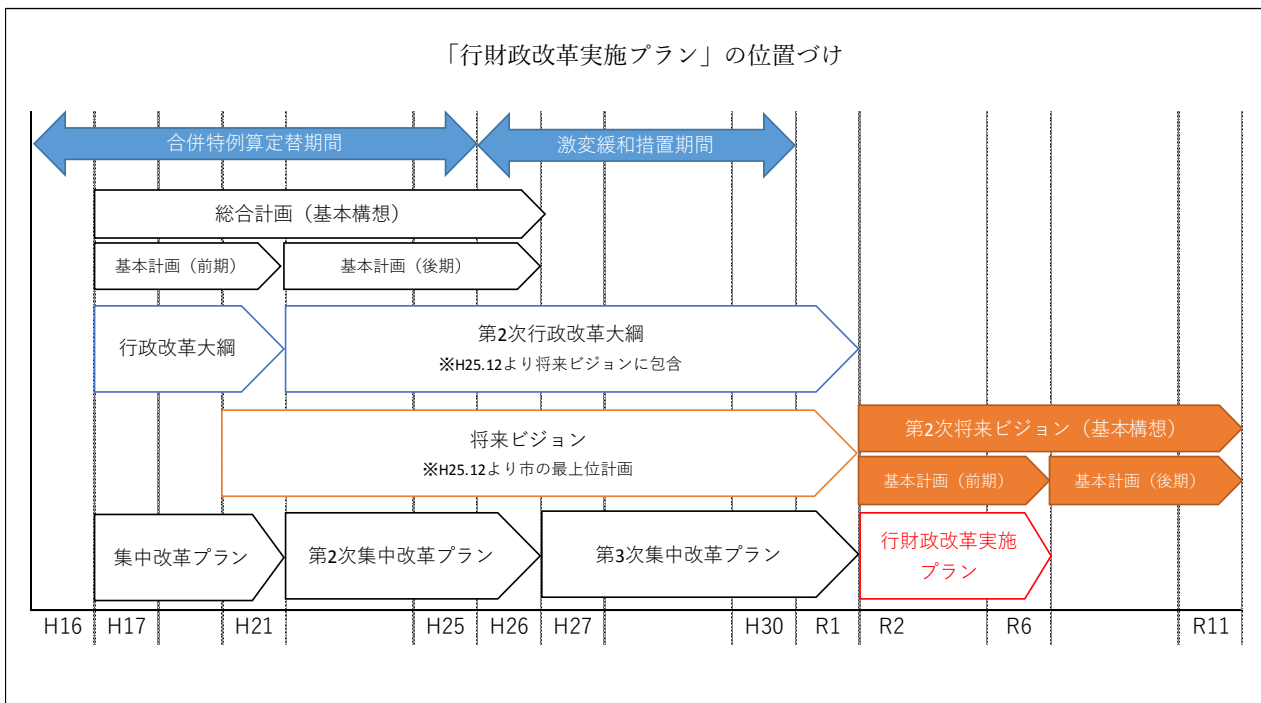 「行財政改革実施プラン」の位置づけ
合併特例算定替期間
激変緩和措置期間
総合計画（基本構想）
基本計画（前期）
基本計画（後期）
行政改革大綱
第2次行政改革大綱
※H25.12より将来ビジョンに包含
将来ビジョン
※H25.12より市の最上位計画
第2次将来ビジョン（基本構想）
基本計画（前期）
基本計画（後期）
集中改革プラン
第2次集中改革プラン
第3次集中改革プラン
行財政改革実施
プラン
H16 H17 H21 H25 H26 H27 H30 R1 R2 R6 R11